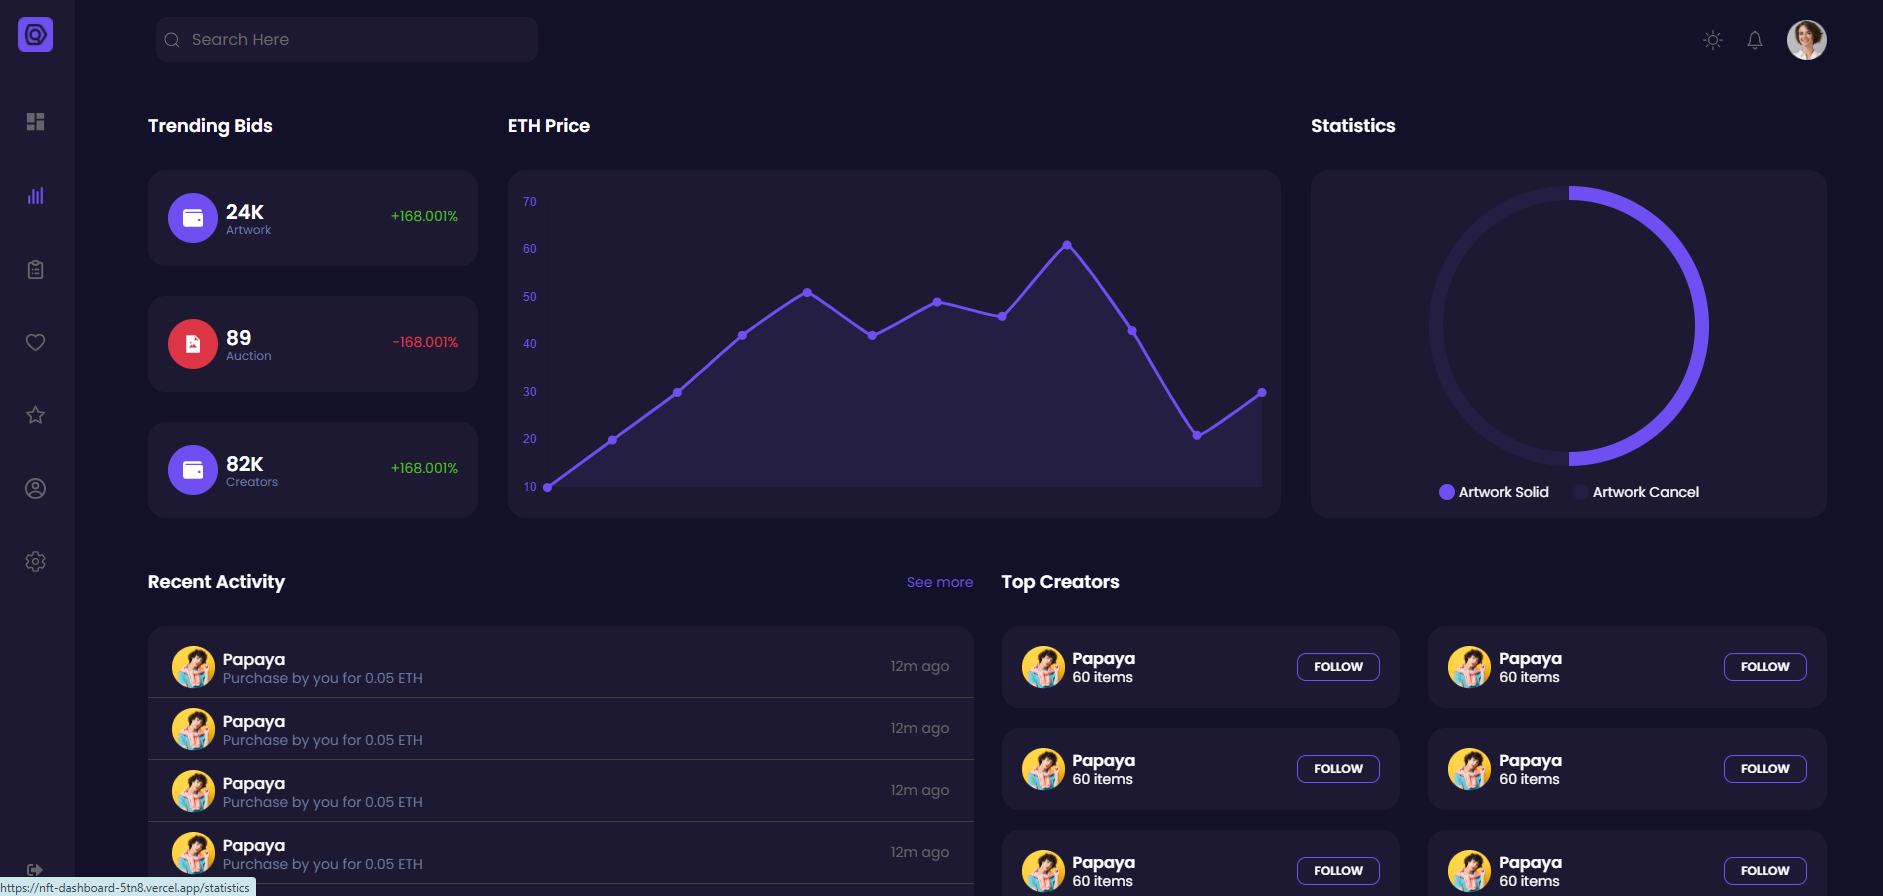 Search Here
Trending Bids
24K
Artwork
+168.001%
89
Auction
-168.001%
82K
Creators
+168.001%
ETH Price
70
60
50
40
30
20
10
Statistics
Artwork Solid
Artwork Cancel
Recent Activity
See more
Papaya
Purchase by you for 0.05 ETH
12m ago
Papaya
Purchase by you for 0.05 ETH
12m ago
Papaya
Purchase by you for 0.05 ETH
12m ago
Papaya
Purchase by you for 0.05 ETH
12m ago
Top Creators
Papaya
60 items
FOLLOW
Papaya
60 items
FOLLOW
Papaya
60 items
FOLLOW
Papaya
60 items
FOLLOW
Papaya
60 items
FOLLOW
Papaya
60 items
FOLLOW
https://nft-dashboard-5tn8.vercel.app/statistics